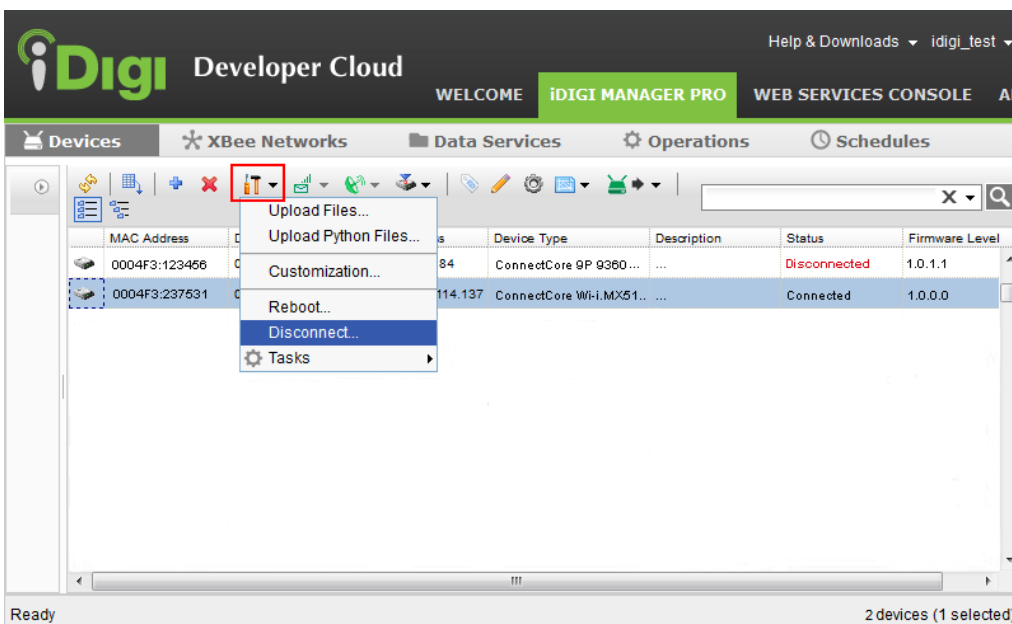 iDigi Developer Cloud
Help & Downloads idigi_test
WELCOME iDIGI MANAGER PRO WEB SERVICES CONSOLE
Devices XBee Networks Data Services Operations Schedules
X
Upload Files...
Upload Python Files...
Customization...
Reboot...
Disconnect...
Tasks
MAC Address Device Type Description Status Firmware Level
0004F3:123456 84 ConnectCore 9P 9360 ... ... Disconnected 1.0.1.1
0004F3:237531 114.137 ConnectCore Wi-i.MX51.. ... Connected 1.0.0.0
Ready 2 devices (1 selected)